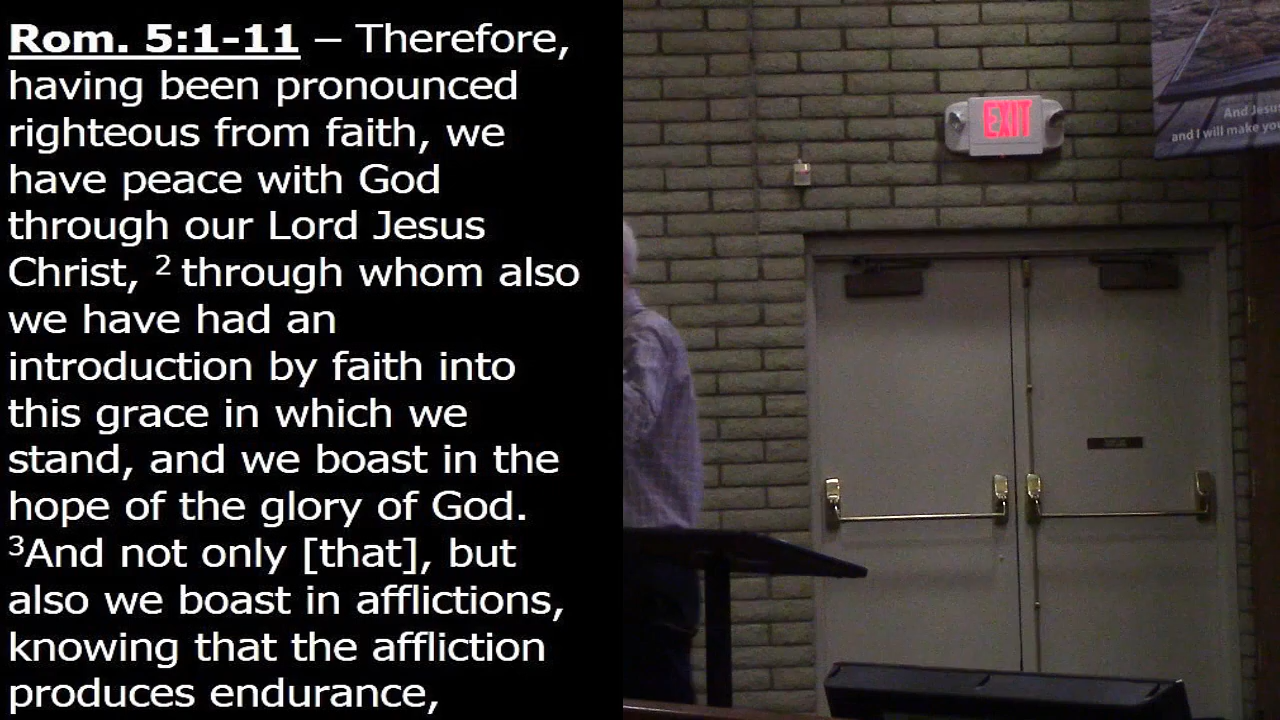 Rom. 5:1-11 – Therefore,
having been pronounced
righteous from faith, we
have peace with God
through our Lord Jesus
Christ, ² through whom also
we have had an
introduction by faith into
this grace in which we
stand, and we boast in the
hope of the glory of God.
³And not only [that], but
also we boast in afflictions,
knowing that the affliction
produces endurance,
EXIT
And Jesus
and I will make you